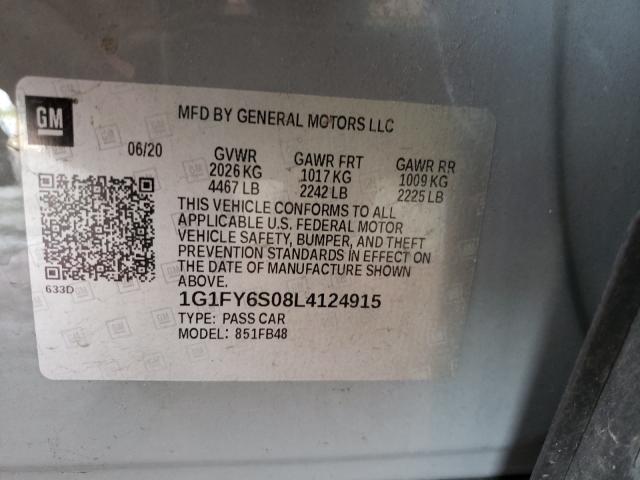 GM
MFD BY GENERAL MOTORS LLC
06/20 GVWR GAWR FRT GAWR RR
2026 KG 1017 KG 1009 KG
4467 LB 2242 LB 2225 LB
THIS VEHICLE CONFORMS TO ALL
APPLICABLE U.S. FEDERAL MOTOR
VEHICLE SAFETY, BUMPER, AND THEFT
PREVENTION STANDARDS IN EFFECT ON
THE DATE OF MANUFACTURE SHOWN
ABOVE.
633D
1G1FY6S08L4124915
TYPE: PASS CAR
MODEL: 851FB48